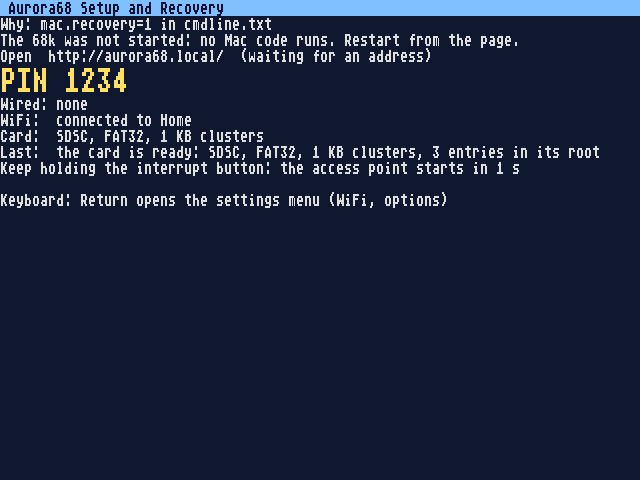 Aurora68 Setup and Recovery
Why: mac.recovery=1 in cmdline.txt
The 68k was not started: no Mac code runs. Restart from the page.
Open  http://aurora68.local/  (waiting for an address)
PIN 1234
Wired: none
WiFi:  connected to Home
Card:  SDSC, FAT32, 1 KB clusters
Last:  the card is ready: SDSC, FAT32, 1 KB clusters, 3 entries in its root
Keep holding the interrupt button: the access point starts in 1 s
Keyboard: Return opens the settings menu (WiFi, options)